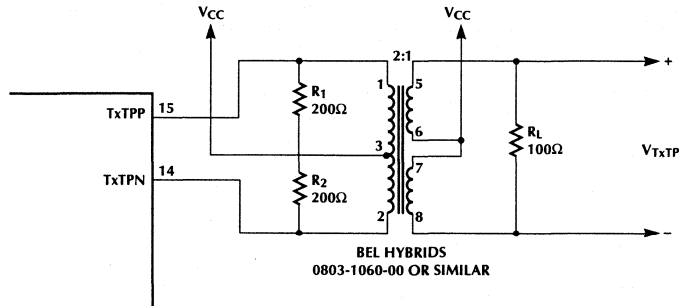 VCC
VCC
2:1
1
5
R1
200Ω
TxTPP
15
6
3
RL
100Ω
VTxTP
+
TxTPN
14
R2
200Ω
7
2
8
−
BEL HYBRIDS
0803-1060-00 OR SIMILAR